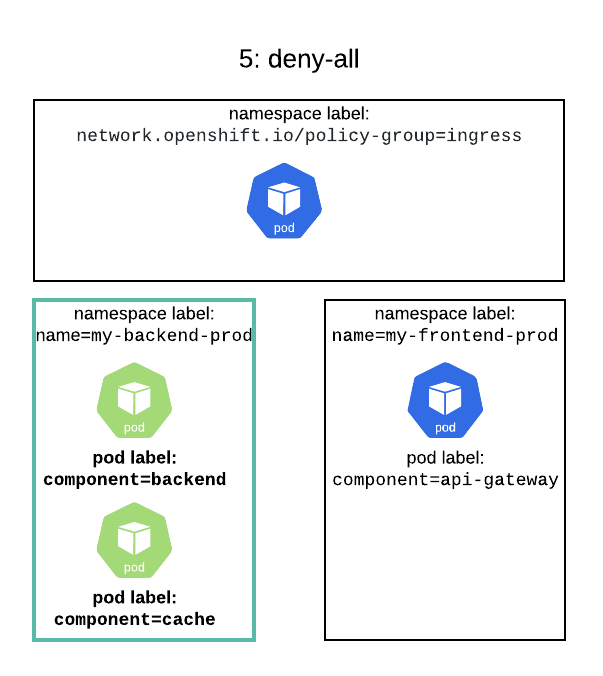 5: deny-all
namespace label:
network.openshift.io/policy-group=ingress
pod
namespace label:
name=my-backend-prod
pod
pod label:
component=backend
pod
pod label:
component=cache
namespace label:
name=my-frontend-prod
pod
pod label:
component=api-gateway